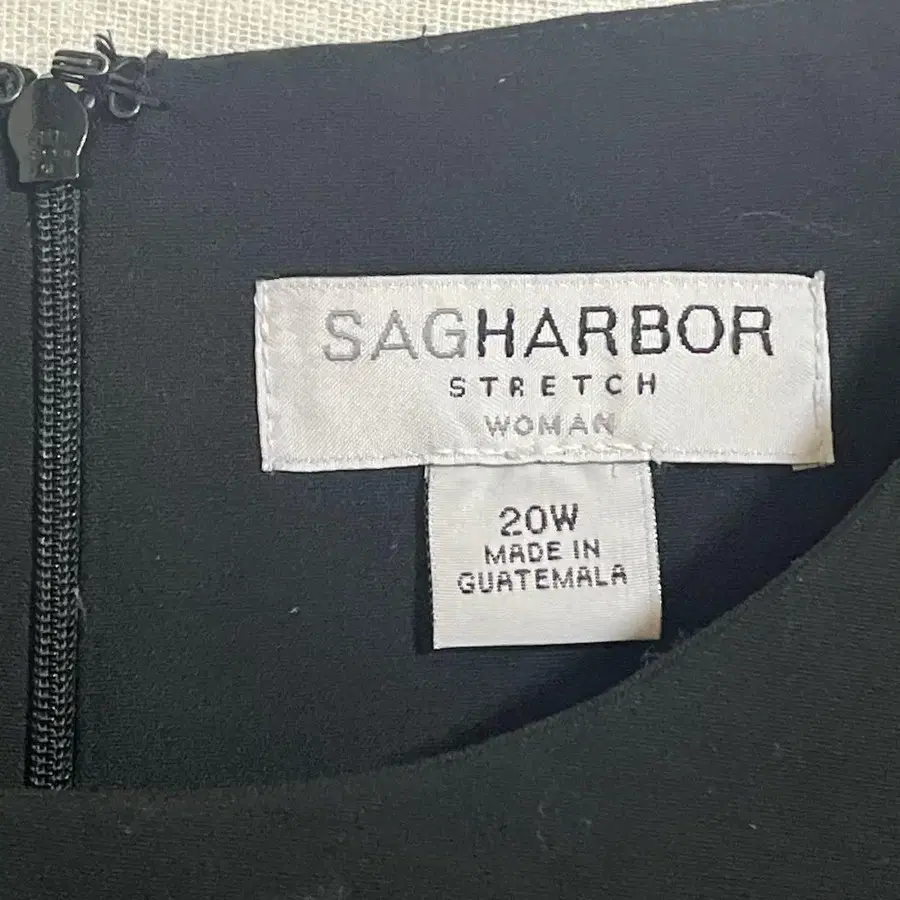 SAGHARBOR
STRETCH
WOMAN
20W
MADE IN
GUATEMALA